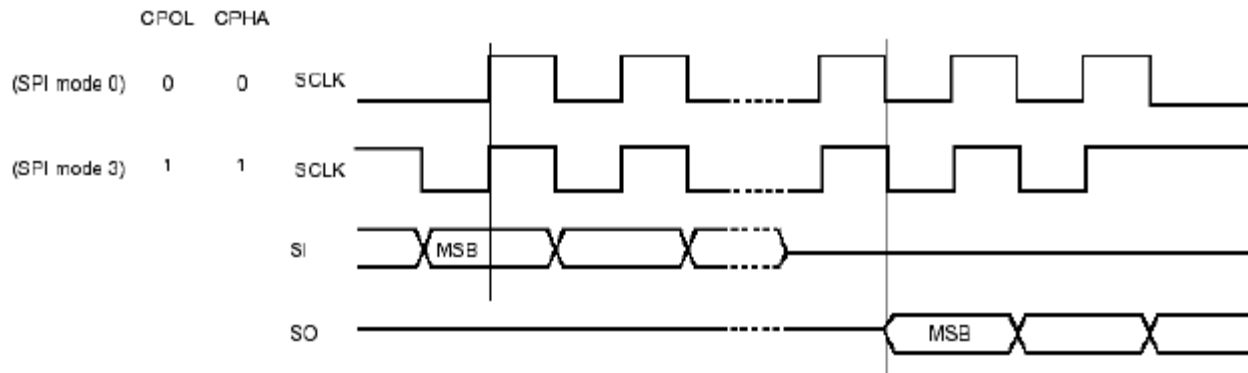 CPOL CPHA
(SPI mode 0) 0 0 SCLK
(SPI mode 3) 1 1 SCLK
SI MSB
SO MSB